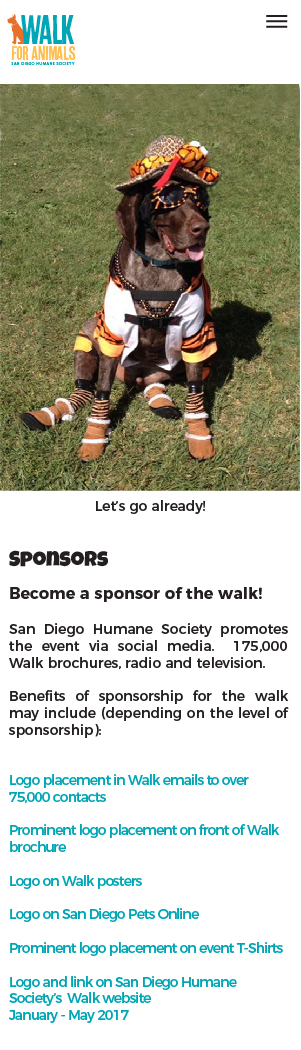 WALK
FOR ANIMALS
SAN DIEGO HUMANE SOCIETY
Let's go already!
SPONSORS
Become a sponsor of the walk!
San Diego Humane Society promotes
the event via social media. 175,000
Walk brochures, radio and television.
Benefits of sponsorship for the walk
may include (depending on the level of
sponsorship):
Logo placement in Walk emails to over
75,000 contacts
Prominent logo placement on front of Walk
brochure
Logo on Walk posters
Logo on San Diego Pets Online
Prominent logo placement on event T-Shirts
Logo and link on San Diego Humane
Society's Walk website
January - May 2017